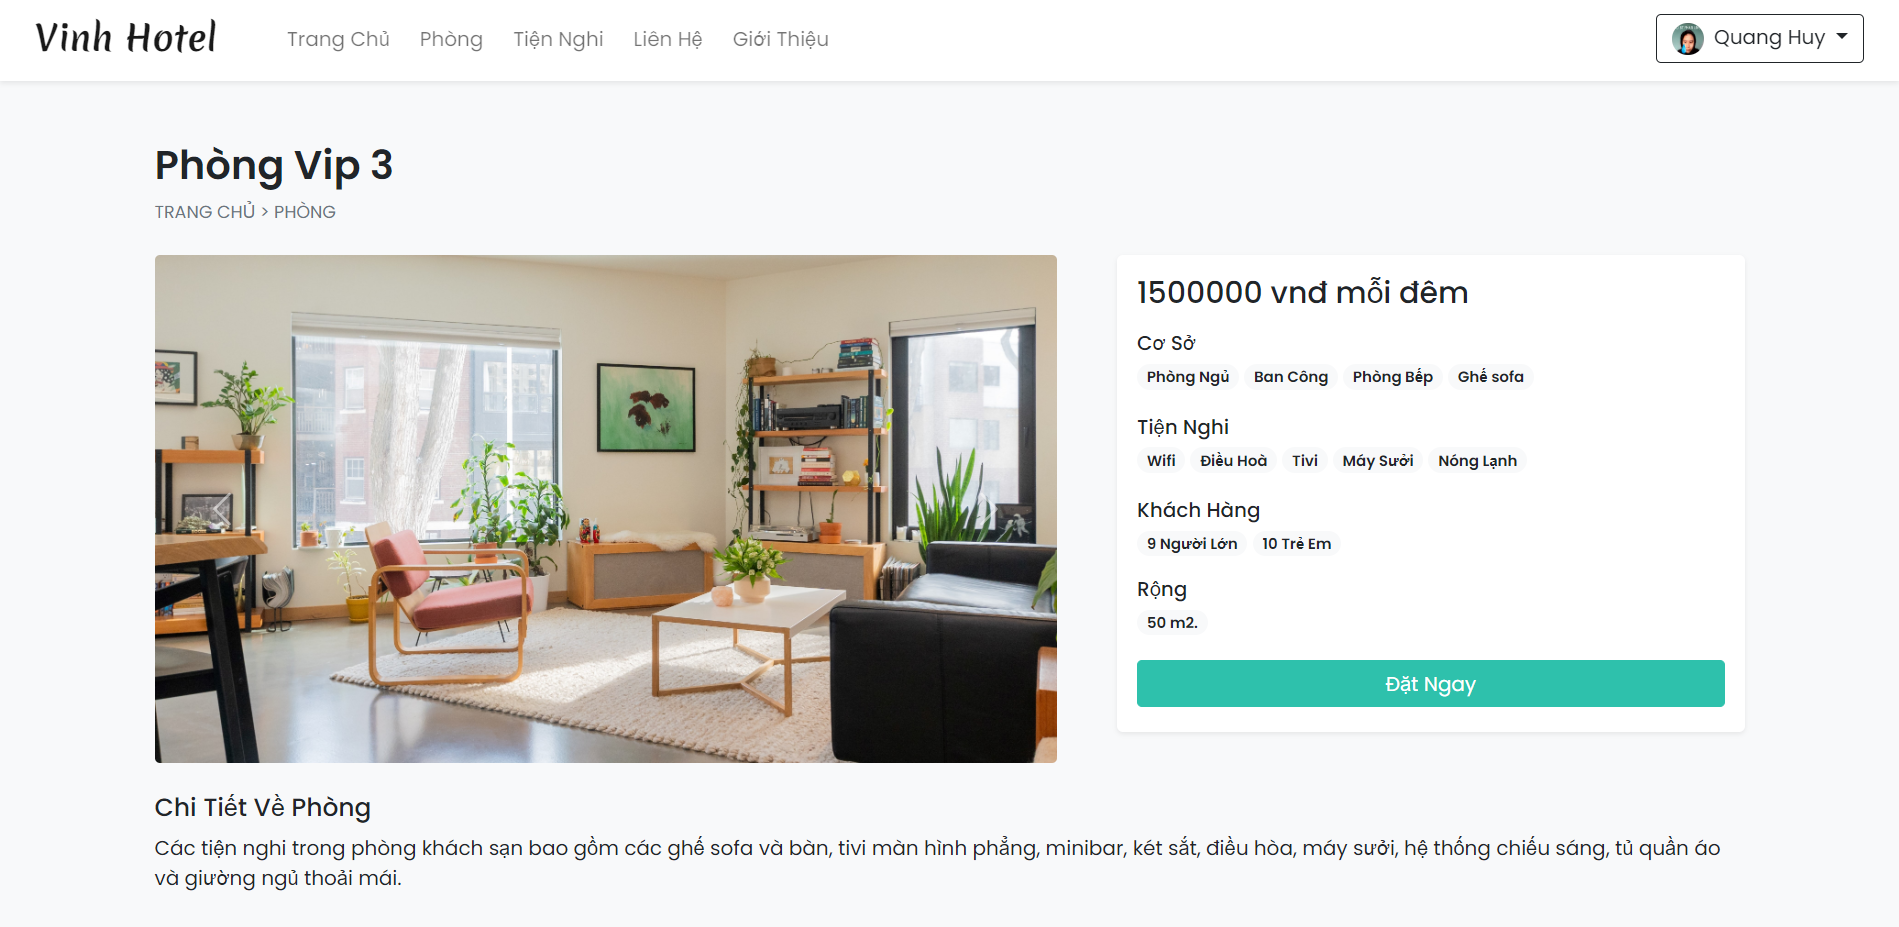 Vinh Hotel
Trang Chủ Phòng Tiện Nghi Liên Hệ Giới Thiệu
Quang Huy
Phòng Vip 3
TRANG CHỦ > PHÒNG
1500000 vnđ mỗi đêm
Cơ Sở
Phòng Ngủ Ban Công Phòng Bếp Ghế sofa
Tiện Nghi
Wifi Điều Hoà Tivi Máy Sưởi Nóng Lạnh
Khách Hàng
9 Người Lớn 10 Trẻ Em
Rộng
50 m2.
Đặt Ngay
Chi Tiết Về Phòng
Các tiện nghi trong phòng khách sạn bao gồm các ghế sofa và bàn, tivi màn hình phẳng, minibar, két sắt, điều hòa, máy sưởi, hệ thống chiếu sáng, tủ quần áo
và giường ngủ thoải mái.